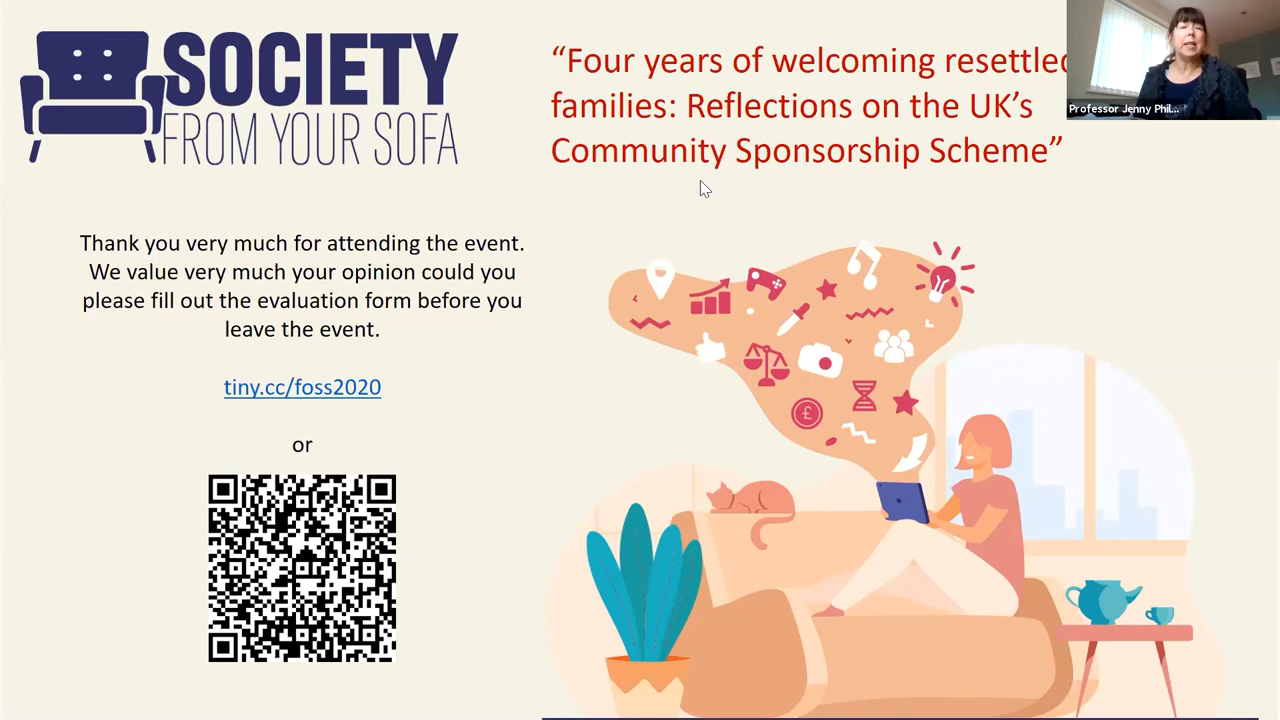 SOCIETY
FROM YOUR SOFA
“Four years of welcoming resettled
families: Reflections on the UK’s
Community Sponsorship Scheme”
Professor Jenny Phil...
Thank you very much for attending the event.
We value very much your opinion could you
please fill out the evaluation form before you
leave the event.
tiny.cc/foss2020
or
£